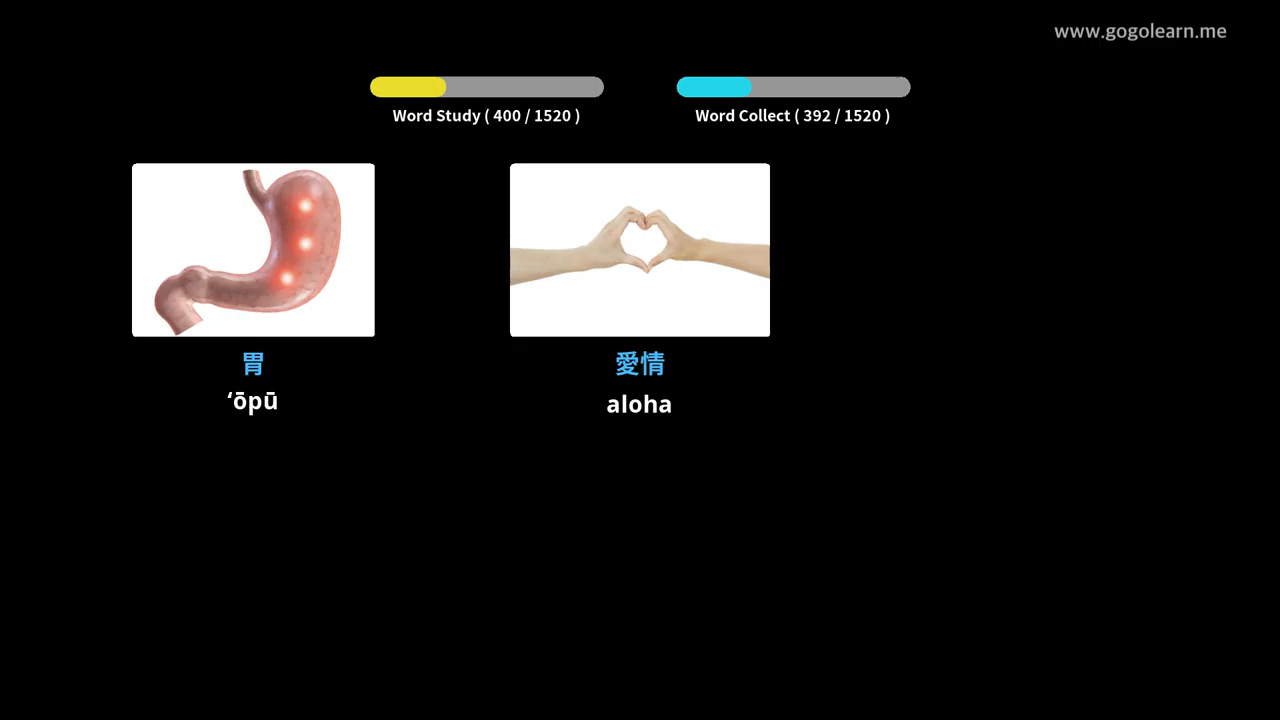 www.gogolearn.me
Word Study ( 400 / 1520 )
Word Collect ( 392 / 1520 )
胃
ʻōpū
愛情
aloha